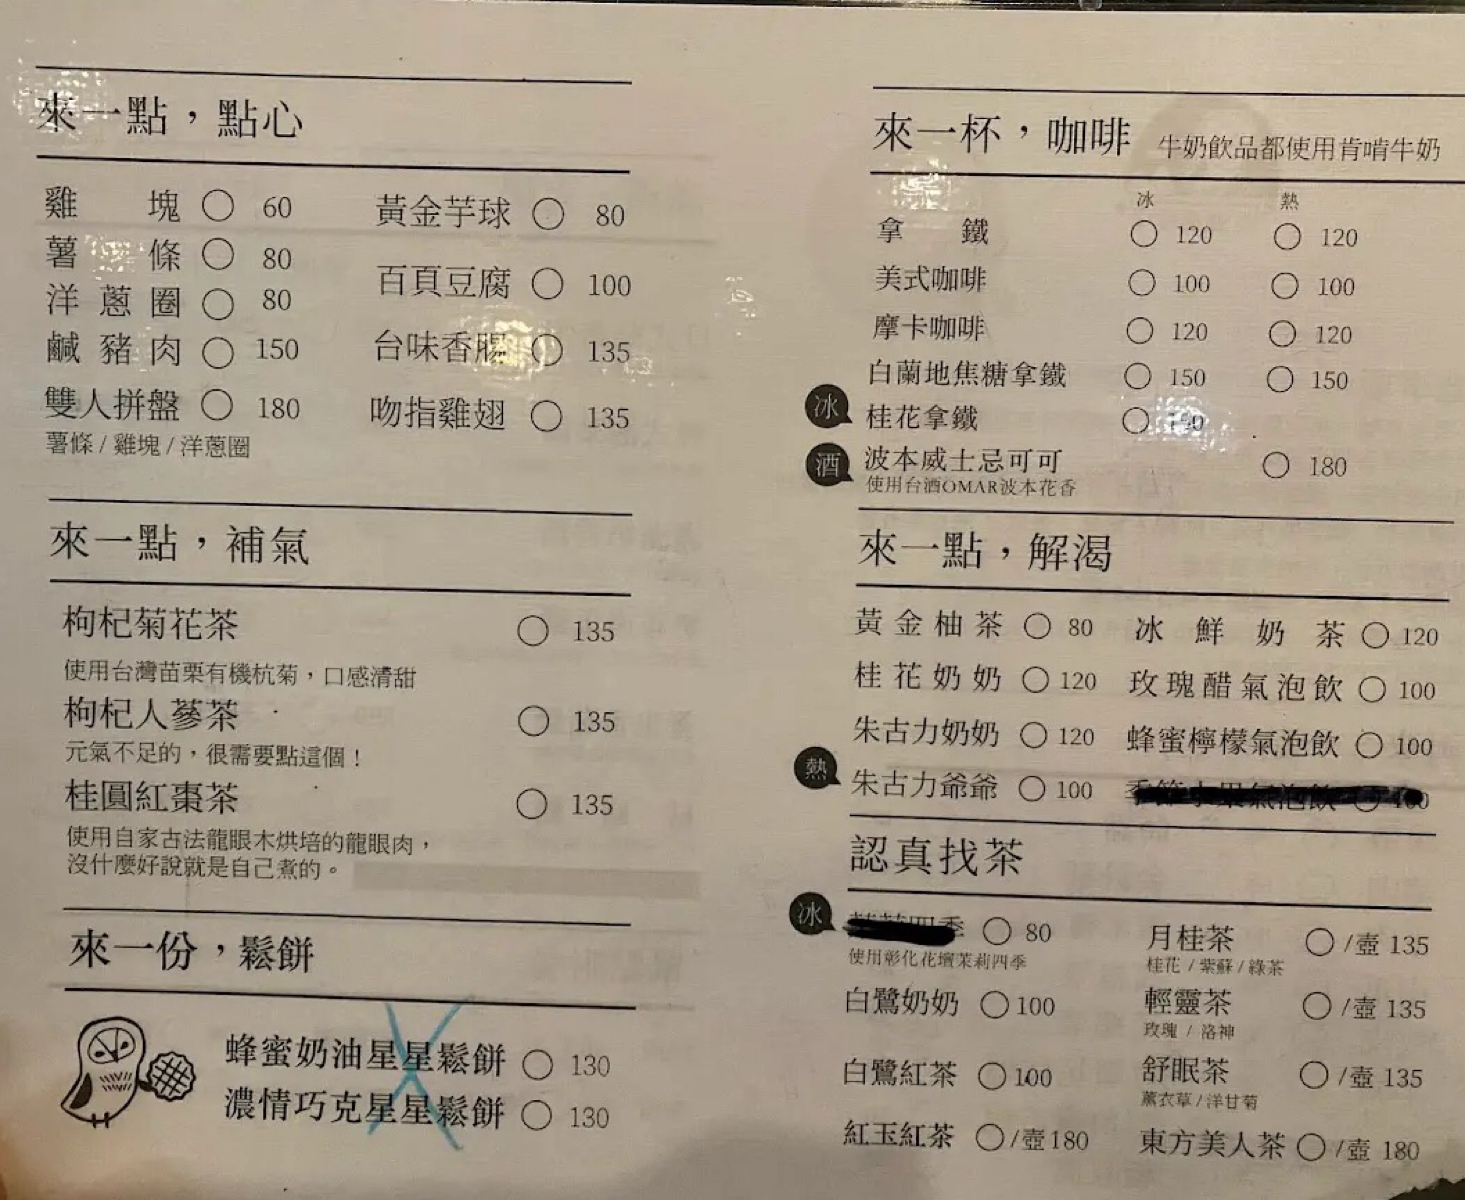 來一點，點心
雞塊 ○ 60
薯條 ○ 80
洋蔥圈 ○ 80
鹹豬肉 ○ 150
雙人拼盤 ○ 180
薯條 / 雞塊 / 洋蔥圈
黃金芋球 ○ 80
百頁豆腐 ○ 100
台味香腸 ○ 135
吻指雞翅 ○ 135
來一點，補氣
枸杞菊花茶 ○ 135
使用台灣苗栗有機杭菊，口感清甜
枸杞人蔘茶 ○ 135
元氣不足的，很需要點這個！
桂圓紅棗茶 ○ 135
使用自家古法龍眼木烘培的龍眼肉，
沒什麼好說就是自己煮的。
來一份，鬆餅
蜂蜜奶油星星鬆餅 ○ 130
濃情巧克星星鬆餅 ○ 130
來一杯，咖啡 牛奶飲品都使用肯啃牛奶
冰 熱
拿鐵 ○ 120 ○ 120
美式咖啡 ○ 100 ○ 100
摩卡咖啡 ○ 120 ○ 120
白蘭地焦糖拿鐵 ○ 150 ○ 150
冰 桂花拿鐵 ○
酒 波本威士忌可可 ○ 180
使用台酒OMAR波本花香
來一點，解渴
黃金柚茶 ○ 80
桂花奶奶 ○ 120
朱古力奶奶 ○ 120
熱 朱古力爺爺 ○ 100
冰鮮奶茶 ○ 120
玫瑰醋氣泡飲 ○ 100
蜂蜜檸檬氣泡飲 ○ 100
認真找茶
冰 ○ 80
使用彰化花壇茉莉四季
白鷺奶奶 ○ 100
白鷺紅茶 ○ 100
紅玉紅茶 ○ /壺 180
月桂茶 ○ /壺 135
桂花 / 紫蘇 / 綠茶
輕靈茶 ○ /壺 135
玫瑰 / 洛神
舒眠茶 ○ /壺 135
薰衣草 / 洋甘菊
東方美人茶 ○ /壺 180